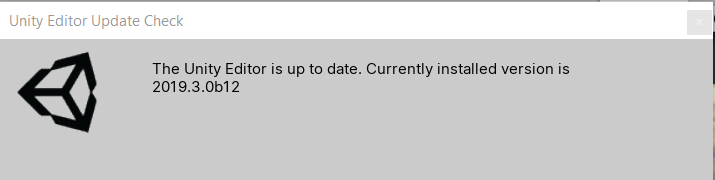 Unity Editor Update Check
The Unity Editor is up to date. Currently installed version is
2019.3.0b12